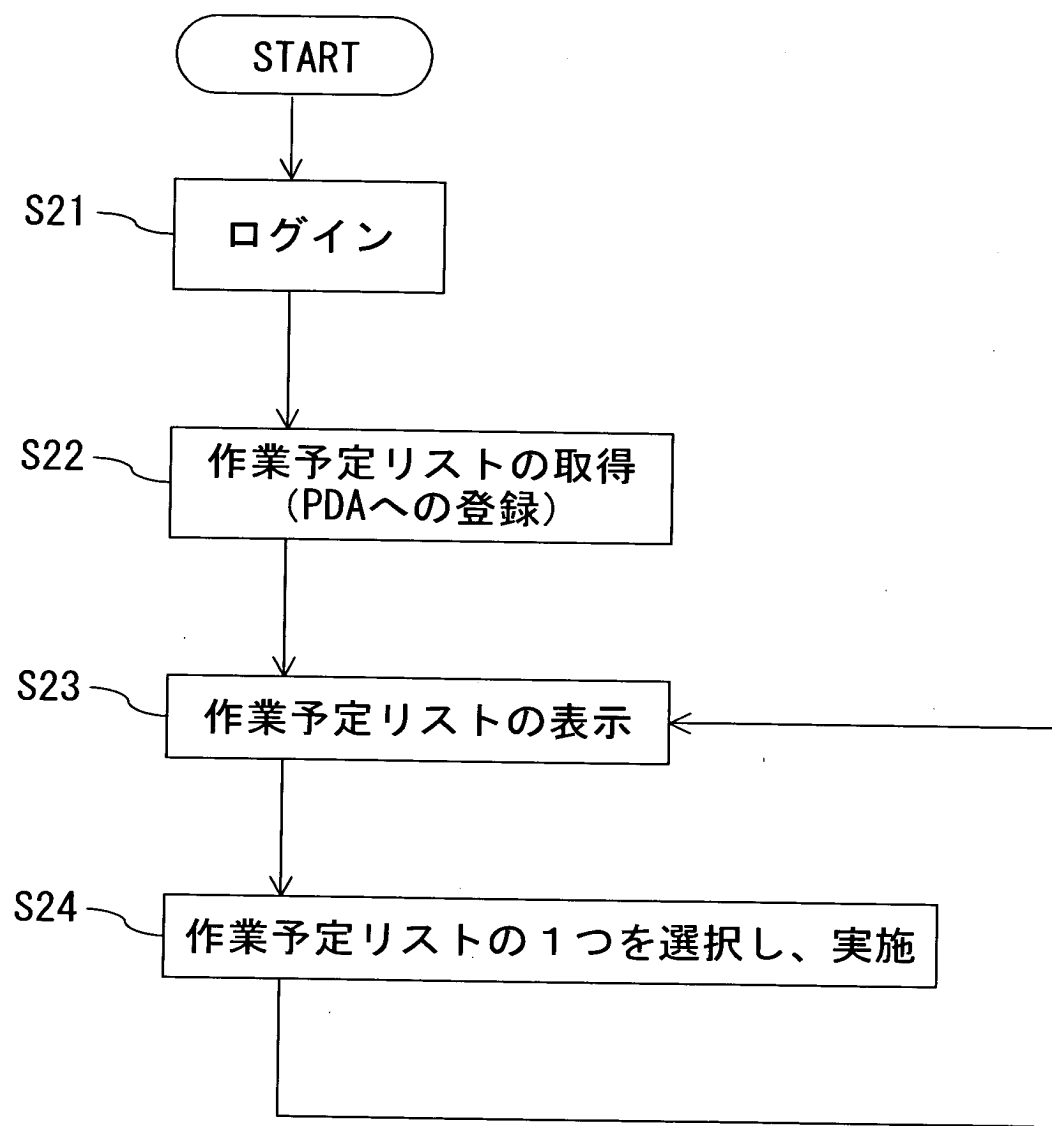 START
S21
ログイン
S22
作業予定リストの取得
(PDAへの登録)
S23
作業予定リストの表示
S24
作業予定リストの1つを選択し、実施